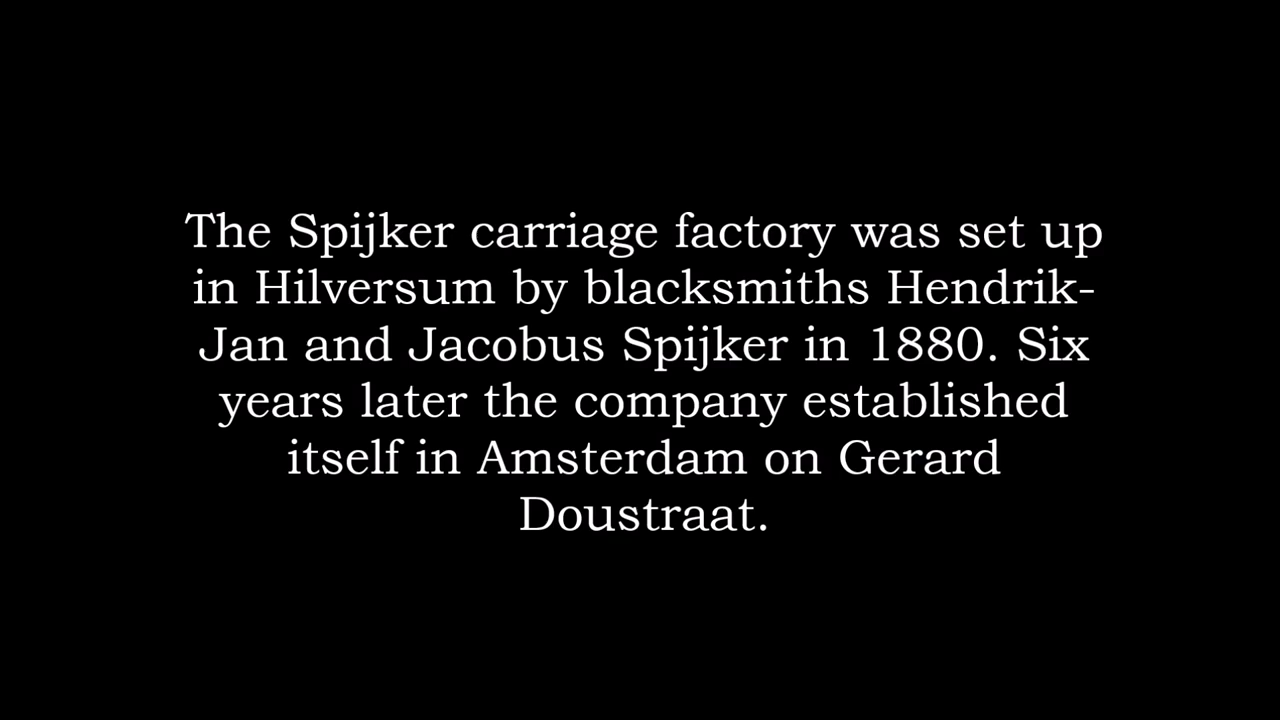 The Spijker carriage factory was set up
in Hilversum by blacksmiths Hendrik-
Jan and Jacobus Spijker in 1880. Six
years later the company established
itself in Amsterdam on Gerard
Doustraat.